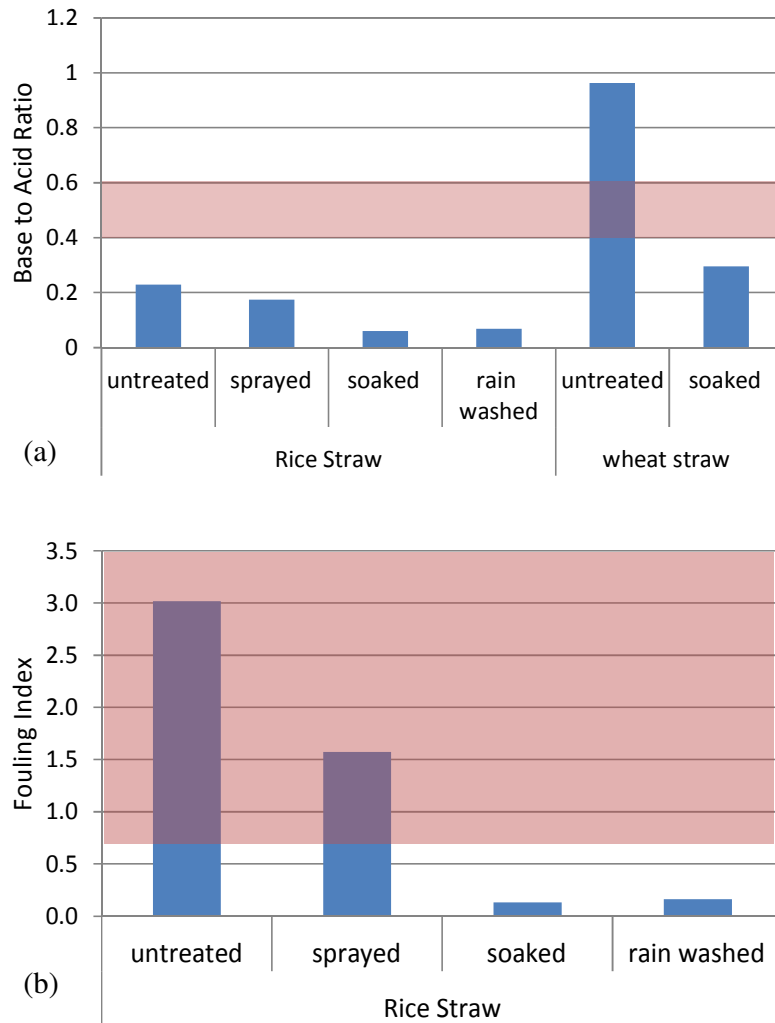 1.2
1
0.8
0.6
0.4
0.2
0
Base to Acid Ratio
untreated sprayed soaked rain washed untreated soaked
Rice Straw wheat straw
(a)
3.5
3.0
2.5
2.0
1.5
1.0
0.5
0.0
Fouling Index
untreated sprayed soaked rain washed
Rice Straw
(b)